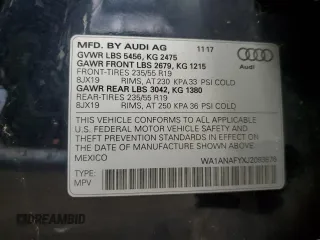 MFD. BY AUDI AG 11 17
GVWR LBS 5456, KG 2475
GAWR FRONT LBS 2679, KG 1215
FRONT-TIRES 235/55 R19
8JX19 RIMS, AT 230 KPA 33 PSI COLD
GAWR REAR LBS 3042, KG 1380
REAR-TIRES 235/55 R19
8JX19 RIMS, AT 250 KPA 36 PSI COLD
Audi
THIS VEHICLE CONFORMS TO ALL APPLICABLE
U.S. FEDERAL MOTOR VEHICLE SAFETY, BUMPER,
AND THEFT PREVENTION STANDARDS IN EFFECT
ON THE DATE OF MANUFACTURE SHOWN ABOVE.
MEXICO
TYPE:
MPV
DREAMBID